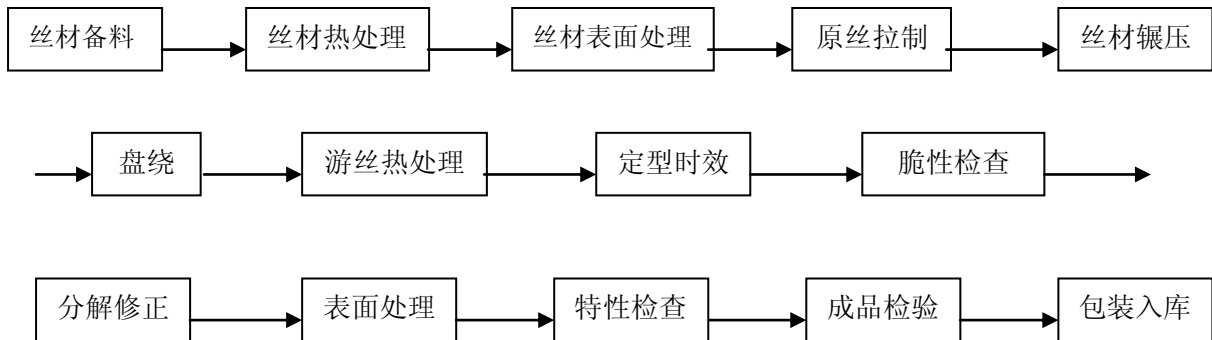 丝材备料 丝材热处理 丝材表面处理 原丝拉制 丝材辗压
盘绕 游丝热处理 定型时效 脆性检查
分解修正 表面处理 特性检查 成品检验 包装入库